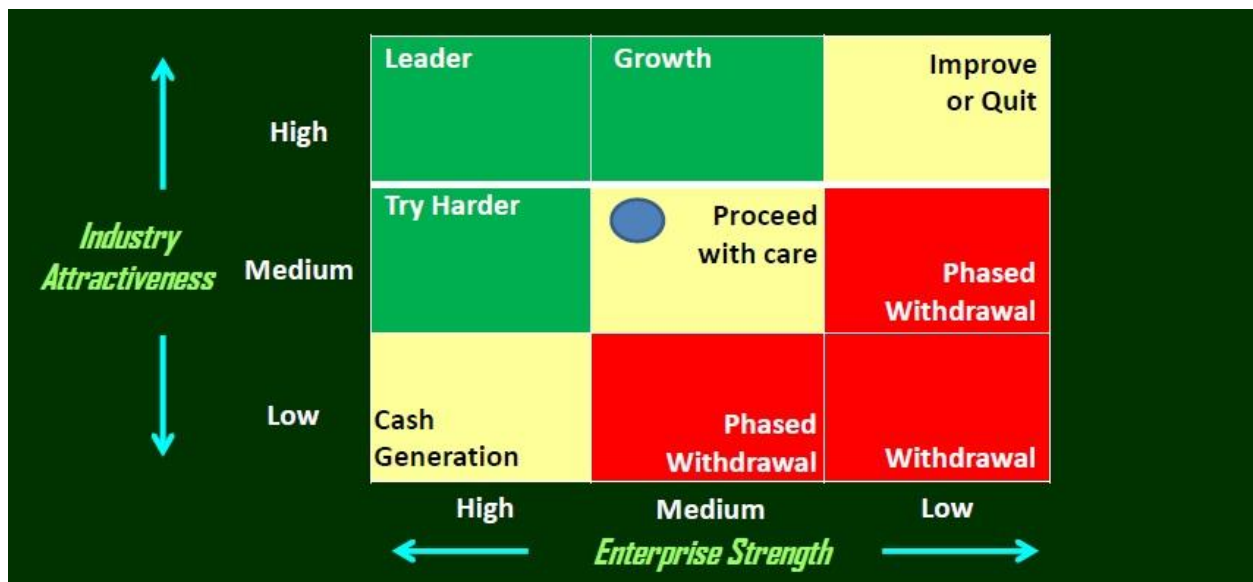 Leader
Growth
Improve
or Quit
High
Try Harder
Proceed
with care
Industry
Attractiveness
Medium
Phased
Withdrawal
Low
Cash
Generation
Phased
Withdrawal
Withdrawal
High
Medium
Low
Enterprise Strength